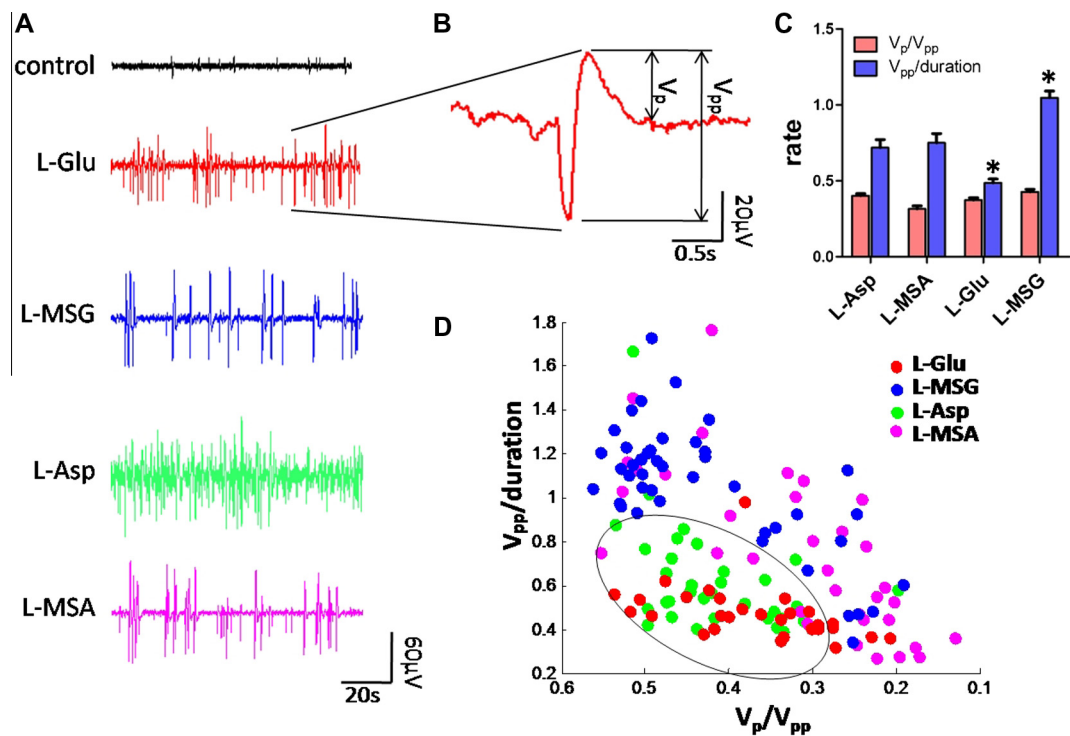 A
control
L-Glu
L-MSG
L-Asp
L-MSA
60μV
20s
B
Vp
Vpp
20μV
0.5s
C
Vp/Vpp
Vpp/duration
rate
1.5
1.0
0.5
0.0
*
*
L-Asp
L-MSA
L-Glu
L-MSG
D
Vpp/duration
1.8
1.6
1.4
1.2
1
0.8
0.6
0.4
0.2
L-Glu
L-MSG
L-Asp
L-MSA
0.6 0.5 0.4 0.3 0.2 0.1
Vp/Vpp